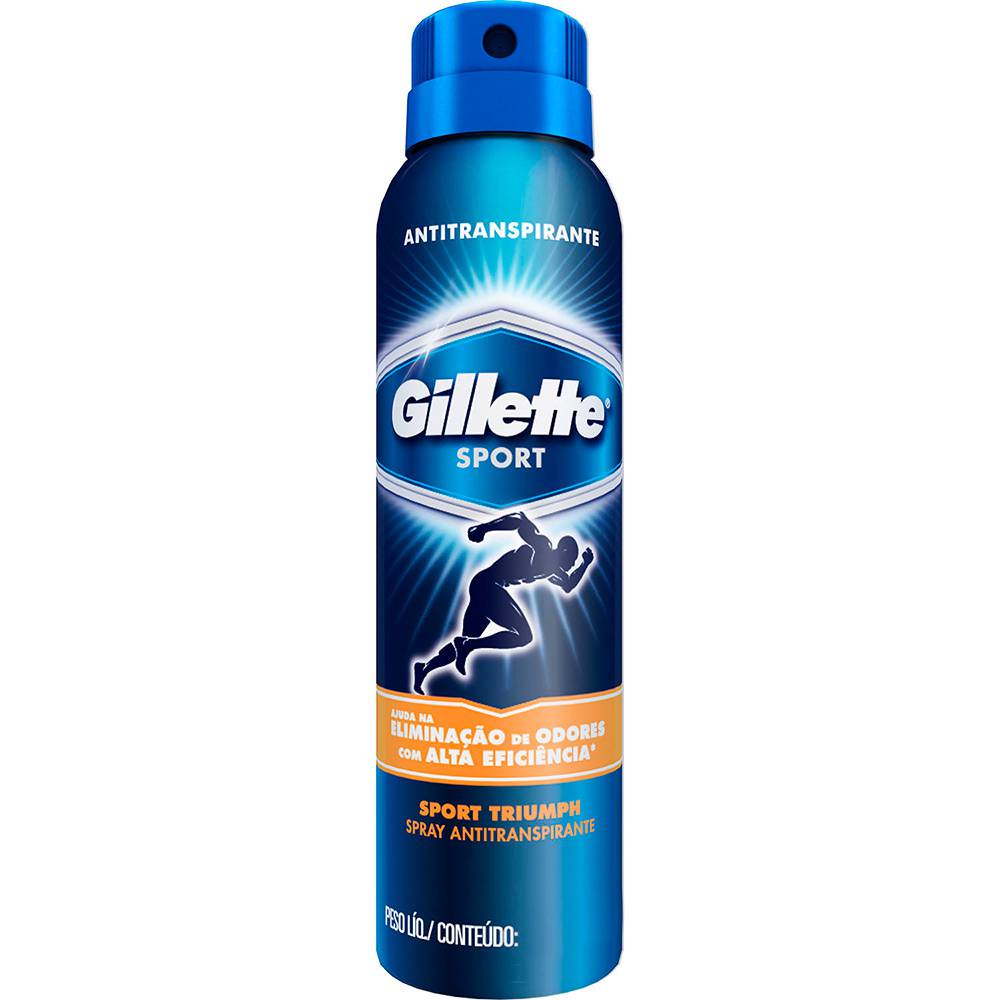 ANTITRANSPIRANTE
Gillette®
SPORT
AJUDA NA
ELIMINAÇÃO DE ODORES
COM ALTA EFICIÊNCIA*
SPORT TRIUMPH
SPRAY ANTITRANSPIRANTE
PESO LÍQ./ CONTEÚDO: